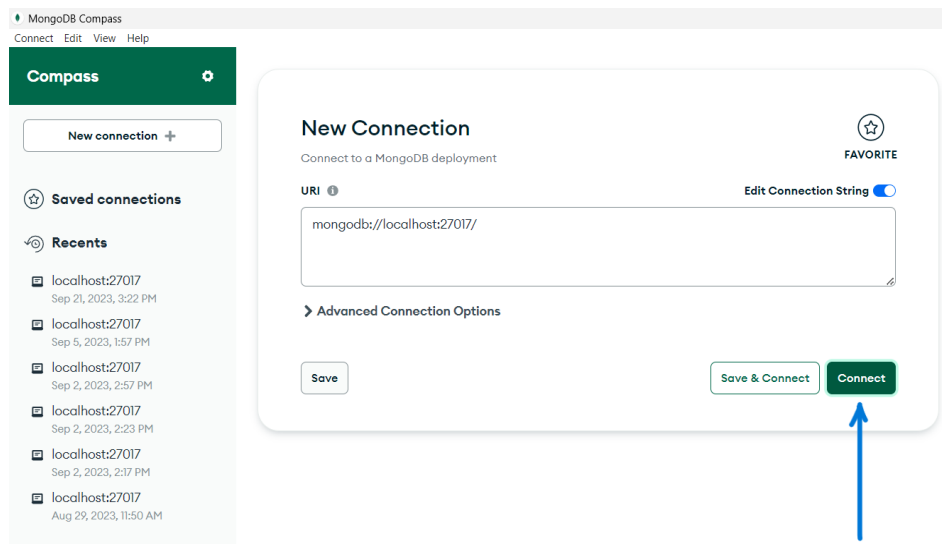 MongoDB Compass
Connect Edit View Help
Compass
New connection
Saved connections
Recents
localhost:27017
Sep 21, 2023, 3:22 PM
localhost:27017
Sep 5, 2023, 1:57 PM
localhost:27017
Sep 2, 2023, 2:57 PM
localhost:27017
Sep 2, 2023, 2:23 PM
localhost:27017
Sep 2, 2023, 2:17 PM
localhost:27017
Aug 29, 2023, 11:50 AM
New Connection
Connect to a MongoDB deployment
FAVORITE
URI
Edit Connection String
mongodb://localhost:27017/
Advanced Connection Options
Save
Save & Connect
Connect